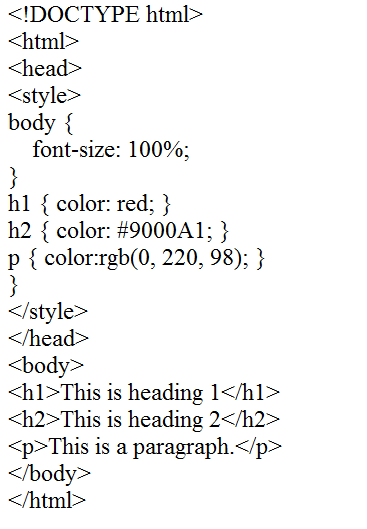 <!DOCTYPE html>
<html>
<head>
<style>
body {
    font-size: 100%;
}
h1 { color: red; }
h2 { color: #9000A1; }
p { color:rgb(0, 220, 98); }
}
</style>
</head>
<body>
<h1>This is heading 1</h1>
<h2>This is heading 2</h2>
<p>This is a paragraph.</p>
</body>
</html>